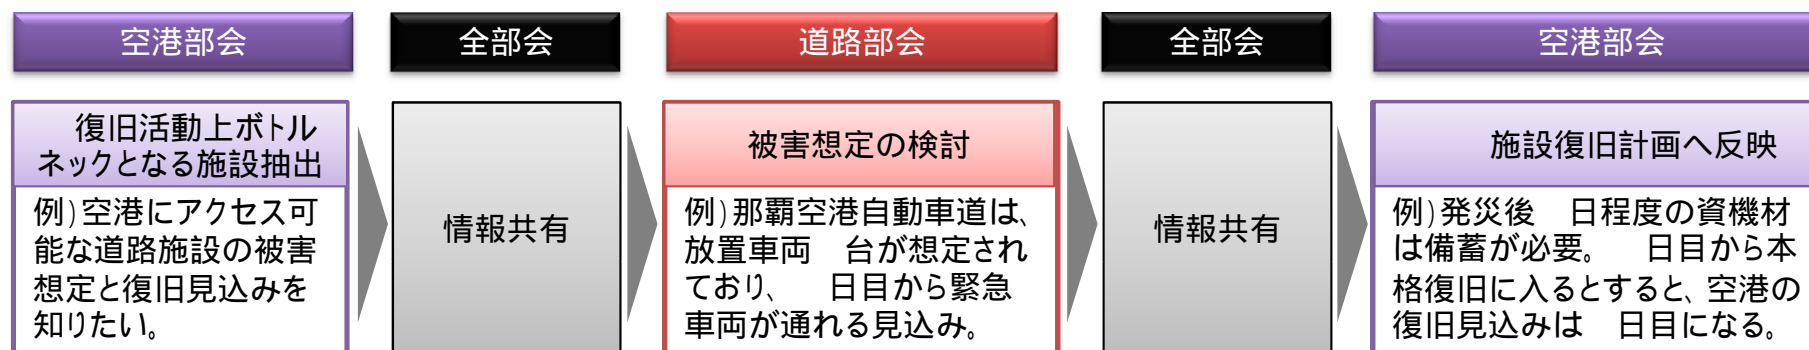 空港部会
全部会
道路部会
全部会
空港部会
復旧活動上ボトル
ネックとなる施設抽出
例)空港にアクセス可
能な道路施設の被害
想定と復旧見込みを
知りたい。
情報共有
被害想定の検討
例)那覇空港自動車道は、
放置車両　台が想定され
ており、　日目から緊急
車両が通れる見込み。
情報共有
施設復旧計画へ反映
例)発災後　日程度の資機材
は備蓄が必要。　日目から本
格復旧に入るとすると、空港の
復旧見込みは　日目になる。